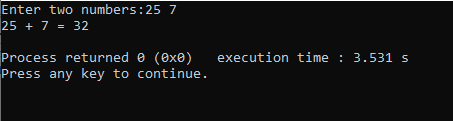 Enter two numbers:25 7
25 + 7 = 32
Process returned 0 (0x0)   execution time : 3.531 s
Press any key to continue.